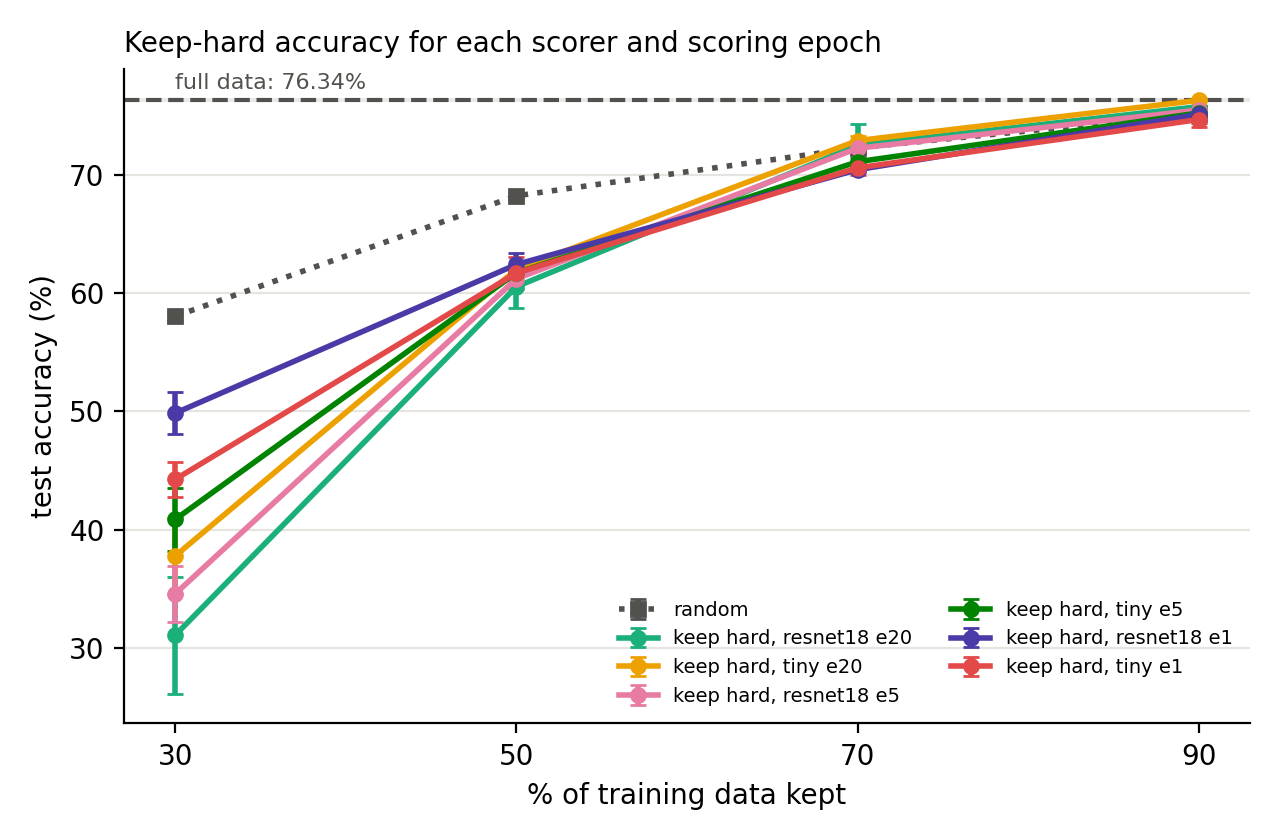 Keep-hard accuracy for each scorer and scoring epoch
full data: 76.34%
70
60
50
40
30
test accuracy (%)
random
keep hard, resnet18 e20
keep hard, tiny e20
keep hard, resnet18 e5
keep hard, tiny e5
keep hard, resnet18 e1
keep hard, tiny e1
30
50
70
90
% of training data kept